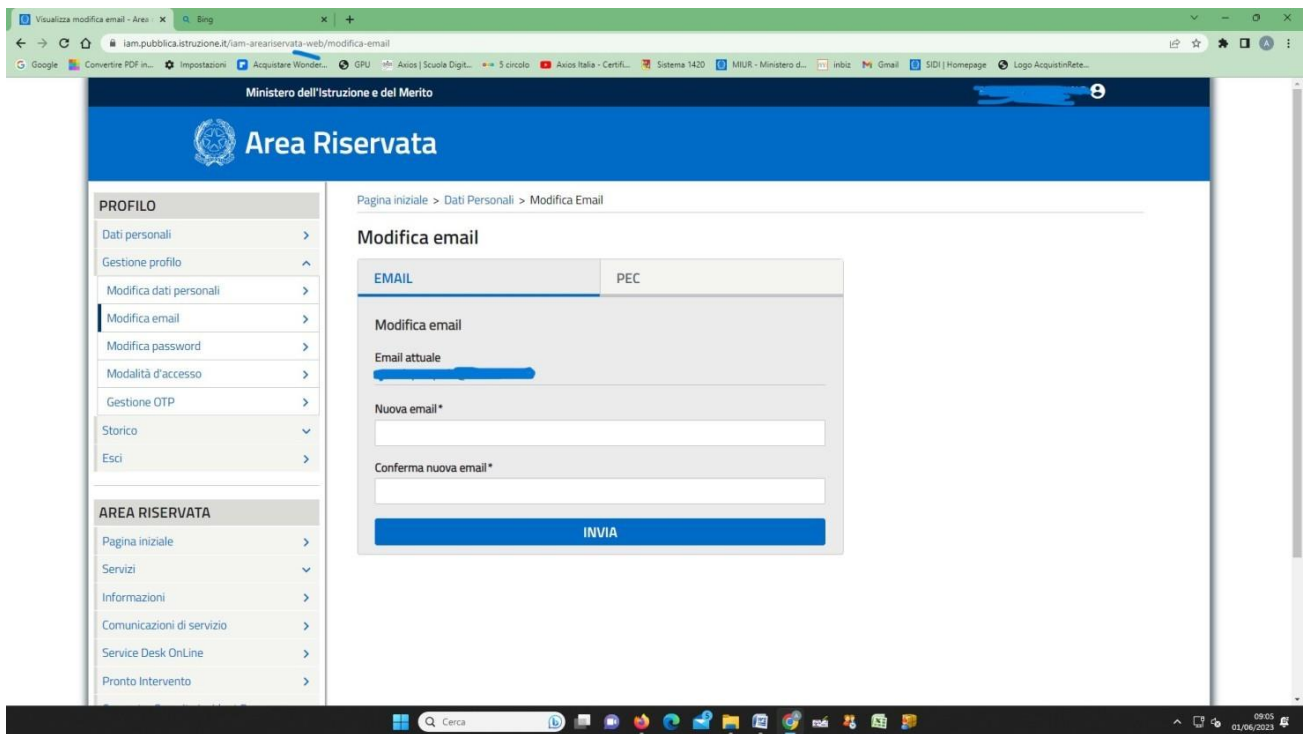 Visualizza modifica email - Area
Bing
iam.pubblica.istruzione.it/iam-areariservata-web/modifica-email
Google
Convertire PDF in...
Impostazioni
Acquistare Wonder...
GPU
Axios | Scuola Digit...
5 circolo
Axios Italia - Certifi...
Sistema 1420
MIUR - Ministero d...
inbiz
Gmail
SIDI | Homepage
Logo AcquistinRete...
Ministero dell'Istruzione e del Merito
Area Riservata
PROFILO
Dati personali
Gestione profilo
Modifica dati personali
Modifica email
Modifica password
Modalità d'accesso
Gestione OTP
Storico
Esci
AREA RISERVATA
Pagina iniziale
Servizi
Informazioni
Comunicazioni di servizio
Service Desk OnLine
Pronto Intervento
Pagina iniziale > Dati Personali > Modifica Email
Modifica email
EMAIL
PEC
Modifica email
Email attuale
Nuova email*
Conferma nuova email*
INVIA
Cerca
09:05
01/06/2023